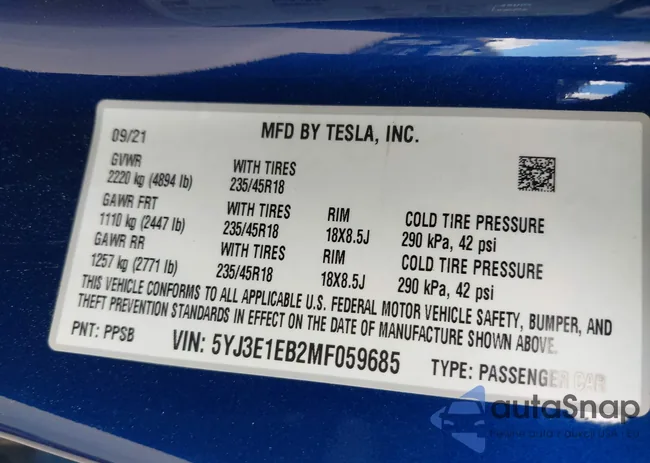 09/21 MFD BY TESLA, INC.
GVWR WITH TIRES
2220 kg (4894 lb) 235/45R18
GAWR FRT WITH TIRES RIM COLD TIRE PRESSURE
1110 kg (2447 lb) 235/45R18 18X8.5J 290 kPa, 42 psi
GAWR RR WITH TIRES RIM COLD TIRE PRESSURE
1257 kg (2771 lb) 235/45R18 18X8.5J 290 kPa, 42 psi
THIS VEHICLE CONFORMS TO ALL APPLICABLE U.S. FEDERAL MOTOR VEHICLE SAFETY, BUMPER, AND
THEFT PREVENTION STANDARDS IN EFFECT ON THE DATE OF MANUFACTURE SHOWN ABOVE.
PNT: PPSB VIN: 5YJ3E1EB2MF059685 TYPE: PASSENGER CAR
autoSnap